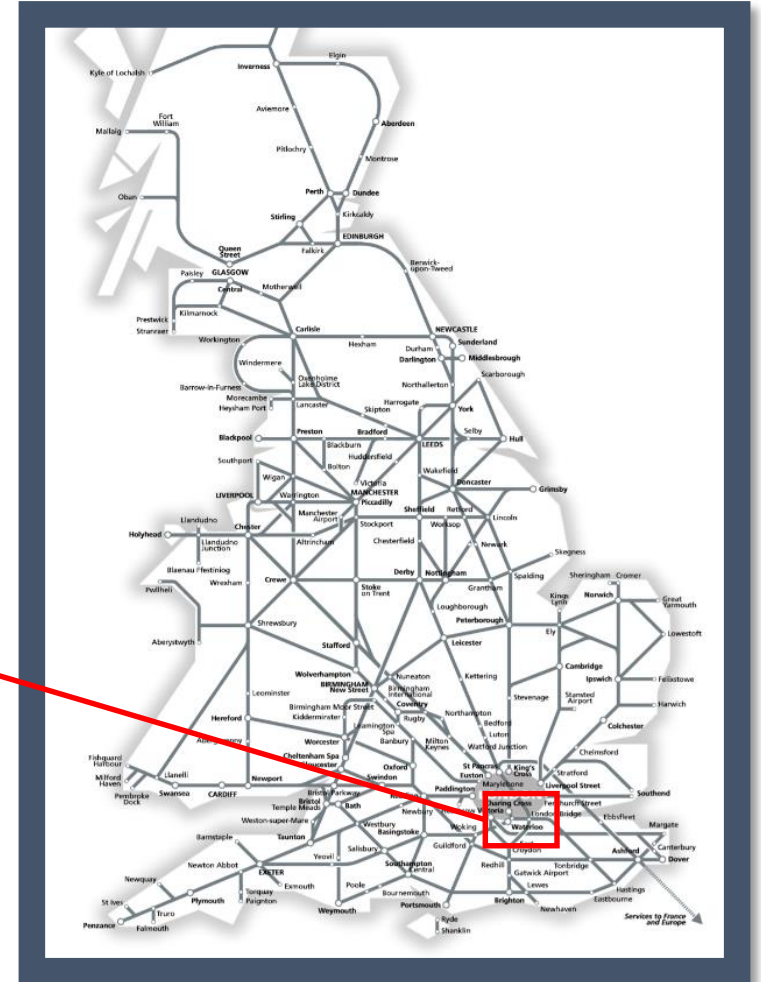 Elgin
Inverness
Kyle of Lochalsh
Aviemore
Fort
William
Aberdeen
Mallaig
Pitlochry
Montrose
Perth
Dundee
Oban
Stirling
Kirkcaldy
EDINBURGH
Queen
Street
Falkirk
Berwick-
upon-Tweed
Paisley
GLASGOW
Central
Motherwell
Prestwick
Kilmarnock
Stranraer
Carlisle
NEWCASTLE
Sunderland
Workington
Hexham
Durham
Darlington
Middlesbrough
Windermere
Scarborough
Oxenholme
Lake District
Barrow-in-Furness
Northallerton
Morecambe
Heysham Port
Lancaster
Harrogate
Skipton
York
Blackpool
Preston
Bradford
Selby
Hull
Blackburn
LEEDS
Huddersfield
Southport
Bolton
Wakefield
Wigan
Victoria
Doncaster
LIVERPOOL
Warrington
MANCHESTER
Piccadilly
Grimsby
Manchester
Airport
Sheffield
Retford
Llandudno
Stockport
Worksop
Lincoln
Holyhead
Chester
Llandudno
Junction
Altrincham
Chesterfield
Newark
Skegness
Blaenau Ffestiniog
Wrexham
Crewe
Stoke
on Trent
Derby
Nottingham
Grantham
Spalding
Sheringham
Cromer
Pwllheli
Kings
Lynn
Norwich
Great
Yarmouth
Loughborough
Shrewsbury
Peterborough
Ely
Lowestoft
Aberystwyth
Stafford
Leicester
Wolverhampton
Cambridge
BIRMINGHAM
New Street
Nuneaton
Kettering
Ipswich
Felixstowe
Birmingham
International
Leominster
Coventry
Stevenage
Stansted
Airport
Harwich
Birmingham Moor Street
Kidderminster
Rugby
Northampton
Hereford
Leamington
Spa
Bedford
Colchester
Abergavenny
Worcester
Banbury
Milton
Keynes
Luton
Cheltenham Spa
Watford Junction
Chelmsford
Fishguard
Harbour
Gloucester
Oxford
St Pancras
King's
Cross
Euston
Stratford
Milford
Haven
Llanelli
Newport
Swindon
Marylebone
Liverpool Street
Pembroke
Dock
Swansea
CARDIFF
Bristol Parkway
Paddington
Southend
Bristol
Temple Meads
Bath
Charing Cross
Fenchurch Street
Newbury
Victoria
London Bridge
Ebbsfleet
Weston-super-Mare
Westbury
Basingstoke
Woking
Waterloo
Margate
Barnstaple
Taunton
Salisbury
Guildford
Croydon
Canterbury
Yeovil
Redhill
Tonbridge
Ashford
Dover
Newton Abbot
EXETER
Southampton
Central
Gatwick Airport
Newquay
Exmouth
Poole
Lewes
Hastings
Torquay
Paignton
Bournemouth
Eastbourne
St Ives
Plymouth
Weymouth
Portsmouth
Brighton
Newhaven
Truro
Penzance
Falmouth
Ryde
Shanklin
Services to France
and Europe